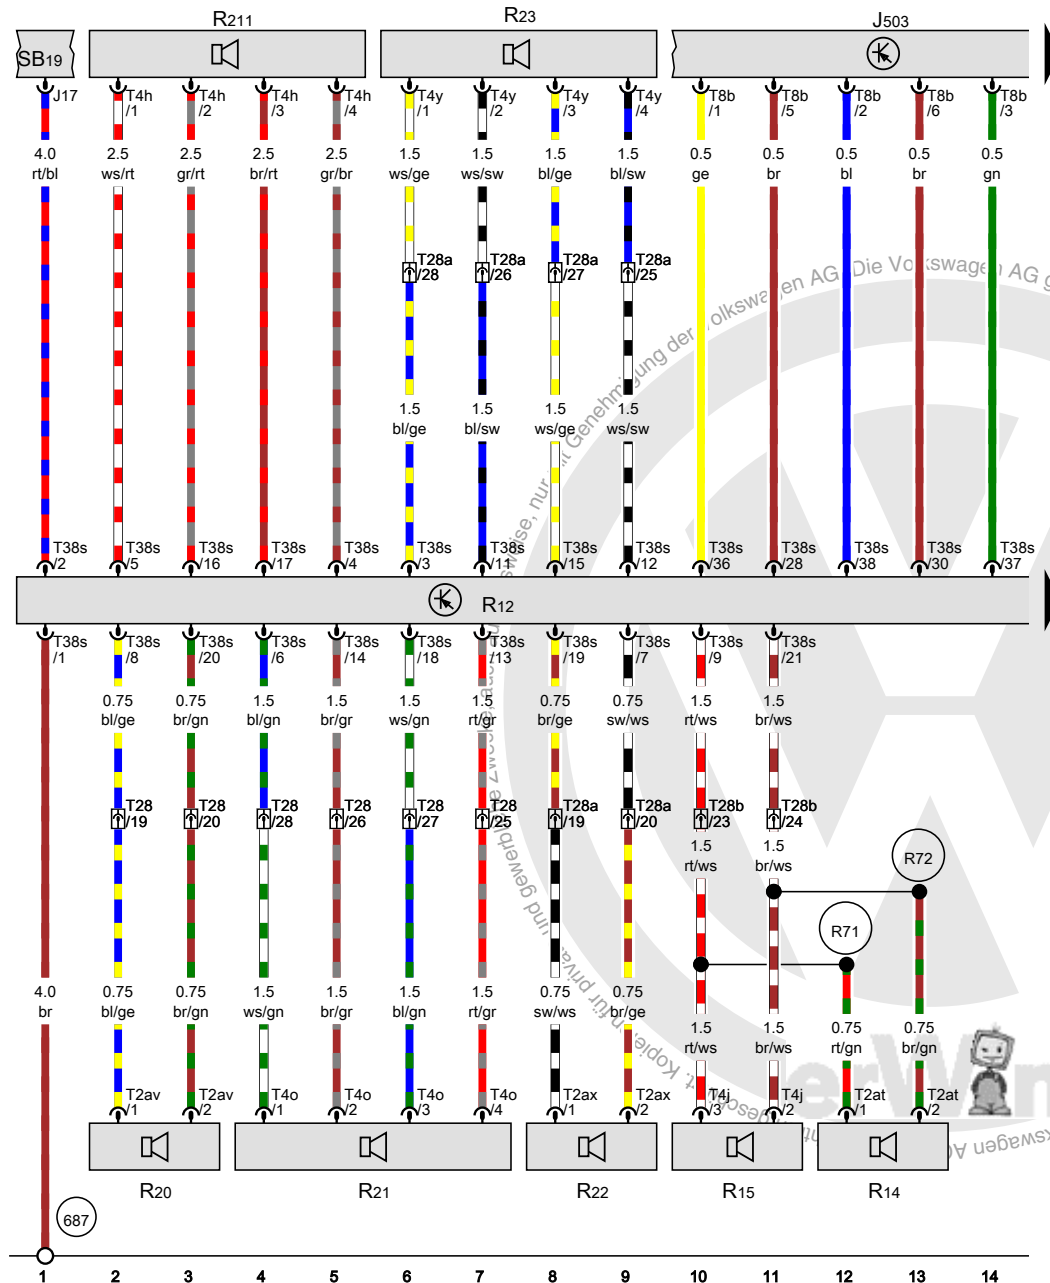 R211 R23 J503
SB19
J17 T4h/1 T4h/2 T4h/3 T4h/4 T4y/1 T4y/2 T4y/3 T4y/4 T8b/1 T8b/5 T8b/2 T8b/6 T8b/3
4.0 2.5 2.5 2.5 2.5 1.5 1.5 1.5 1.5 0.5 0.5 0.5 0.5 0.5
rt/bl ws/rt gr/rt br/rt gr/br ws/ge ws/sw bl/ge bl/sw ge br bl br gn
T28a/28 T28a/26 T28a/27 T28a/25
1.5 1.5 1.5 1.5
bl/ge bl/sw ws/ge ws/sw
T38s/2 T38s/5 T38s/16 T38s/17 T38s/4 T38s/3 T38s/11 T38s/15 T38s/12 T38s/36 T38s/28 T38s/38 T38s/30 T38s/37
R12
T38s/1 T38s/8 T38s/20 T38s/6 T38s/14 T38s/18 T38s/13 T38s/19 T38s/7 T38s/9 T38s/21
0.75 0.75 1.5 1.5 1.5 1.5 0.75 0.75 1.5 1.5
bl/ge br/gn bl/gn br/gr ws/gn rt/gr br/ge sw/ws rt/ws br/ws
T28/19 T28/20 T28/28 T28/26 T28/27 T28/25 T28a/19 T28a/20 T28b/23 T28b/24
1.5 1.5
rt/ws br/ws
R72
R71
4.0 0.75 0.75 1.5 1.5 1.5 1.5 0.75 0.75
br bl/ge br/gn ws/gn br/gr bl/gn rt/gr sw/ws br/ge
1.5 1.5 0.75 0.75
rt/ws br/ws rt/gn br/gn
T2av/1 T2av/2 T4o/1 T4o/2 T4o/3 T4o/4 T2ax/1 T2ax/2 T4j/3 T4j/2 T2at/1 T2at/2
R20 R21 R22 R15 R14
687
1 2 3 4 5 6 7 8 9 10 11 12 13 14